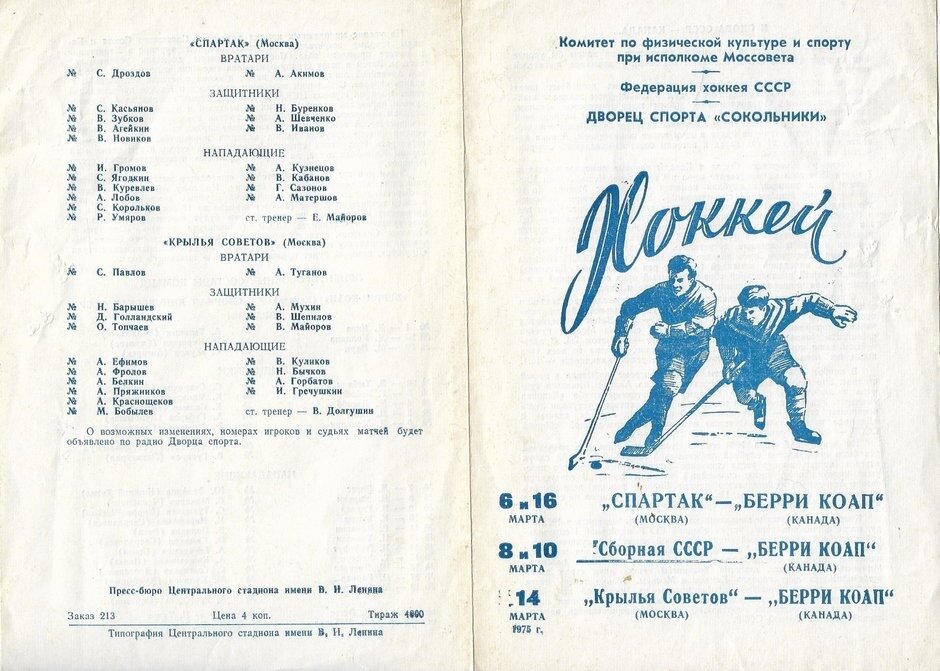 «СПАРТАК» (Москва)
ВРАТАРИ
№ С. Дроздов № А. Акимов
ЗАЩИТНИКИ
№ С. Касьянов № Н. Буренков
№ В. Зубков № А. Шевченко
№ В. Агейкин № В. Иванов
№ В. Новиков
НАПАДАЮЩИЕ
№ И. Громов № А. Кузнецов
№ С. Ягодкин № В. Кабанов
№ В. Куревлев № Г. Сазонов
№ А. Лобов № А. Матершов
№ С. Корольков
№ Р. Умяров ст. тренер — Е. Майоров
«КРЫЛЬЯ СОВЕТОВ» (Москва)
ВРАТАРИ
№ С. Павлов № А. Туганов
ЗАЩИТНИКИ
№ Н. Барышев № А. Мухин
№ Д. Голландский № В. Шепилов
№ О. Топчаев № В. Майоров
НАПАДАЮЩИЕ
№ А. Ефимов № В. Куликов
№ А. Фролов № Н. Бычков
№ А. Белкин № А. Горбатов
№ А. Пряжников № И. Гречушкин
№ А. Краснощеков
№ М. Бобылев ст. тренер — В. Долгушин
О возможных изменениях, номерах игроков и судьях матчей будет
объявлено по радио Дворца спорта.
Пресс-бюро Центрального стадиона имени В. И. Ленина
Заказ 213 Цена 4 коп. Тираж
Типография Центрального стадиона имени В. И. Ленина
Комитет по физической культуре и спорту
при исполкоме Моссовета
Федерация хоккея СССР
ДВОРЕЦ СПОРТА «СОКОЛЬНИКИ»
Хоккей
6 и 16 „СПАРТАК“ — „БЕРРИ КОАП“
МАРТА (МОСКВА) (КАНАДА)
8 и 10 Сборная СССР — „БЕРРИ КОАП“
МАРТА (КАНАДА)
14 „Крылья Советов“ — „БЕРРИ КОАП“
МАРТА (МОСКВА) (КАНАДА)
1975 г.